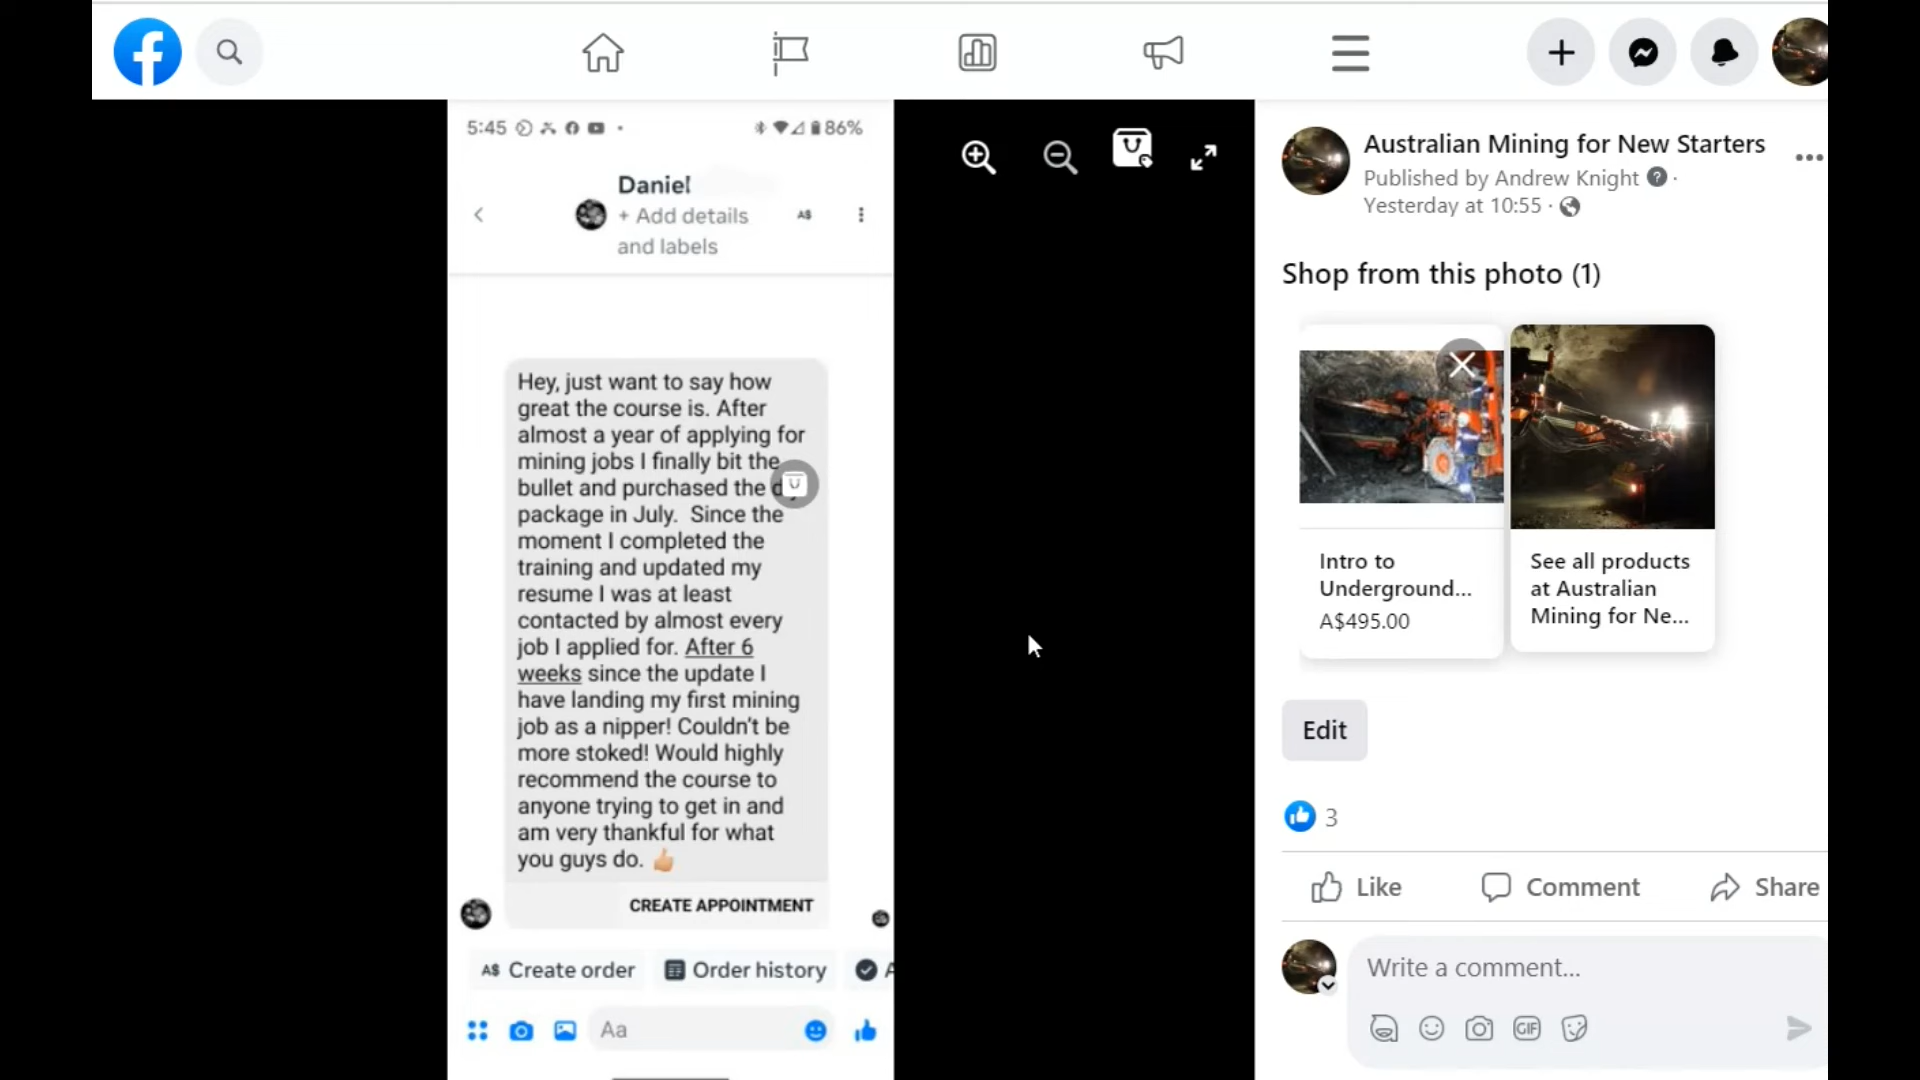 5:45
86%
Daniel
+ Add details
and labels
A$
Hey, just want to say how
great the course is. After
almost a year of applying for
mining jobs I finally bit the
bullet and purchased the
package in July. Since the
moment I completed the
training and updated my
resume I was at least
contacted by almost every
job I applied for. After 6
weeks since the update I
have landing my first mining
job as a nipper! Couldn't be
more stoked! Would highly
recommend the course to
anyone trying to get in and
am very thankful for what
you guys do.
CREATE APPOINTMENT
A$ Create order
Order history
A
Aa
Australian Mining for New Starters
Published by Andrew Knight ·
Yesterday at 10:55 ·
Shop from this photo (1)
Intro to
Underground...
A$495.00
See all products
at Australian
Mining for Ne...
Edit
3
Like
Comment
Share
Write a comment...
GIF